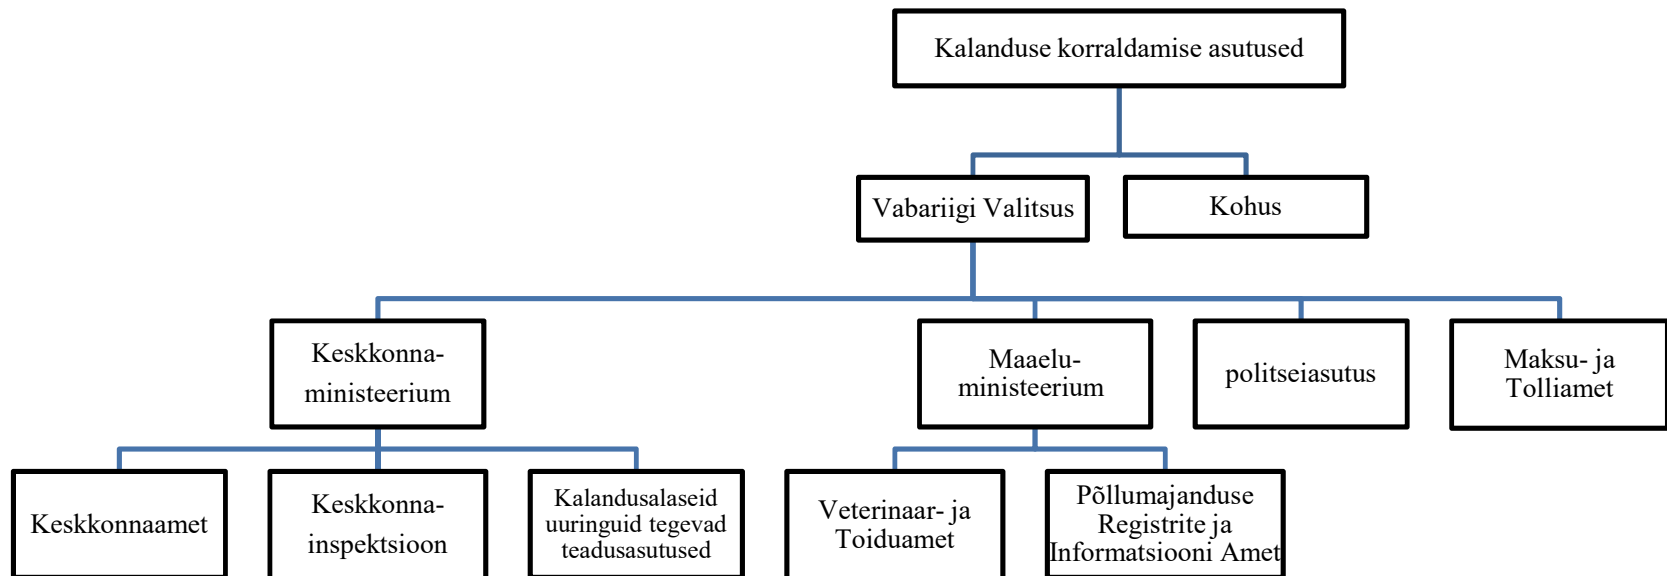 Kalanduse korraldamise asutused
Vabariigi Valitsus
Kohus
Keskkonna-
ministeerium
Maaelu-
ministeerium
politseiasutus
Maksu- ja
Tolliamet
Keskkonnaamet
Keskkonna-
inspektsioon
Kalandusalaseid
uuringuid tegevad
teadusasutused
Veterinaar- ja
Toiduamet
Põllumajanduse
Registrite ja
Informatsiooni Amet